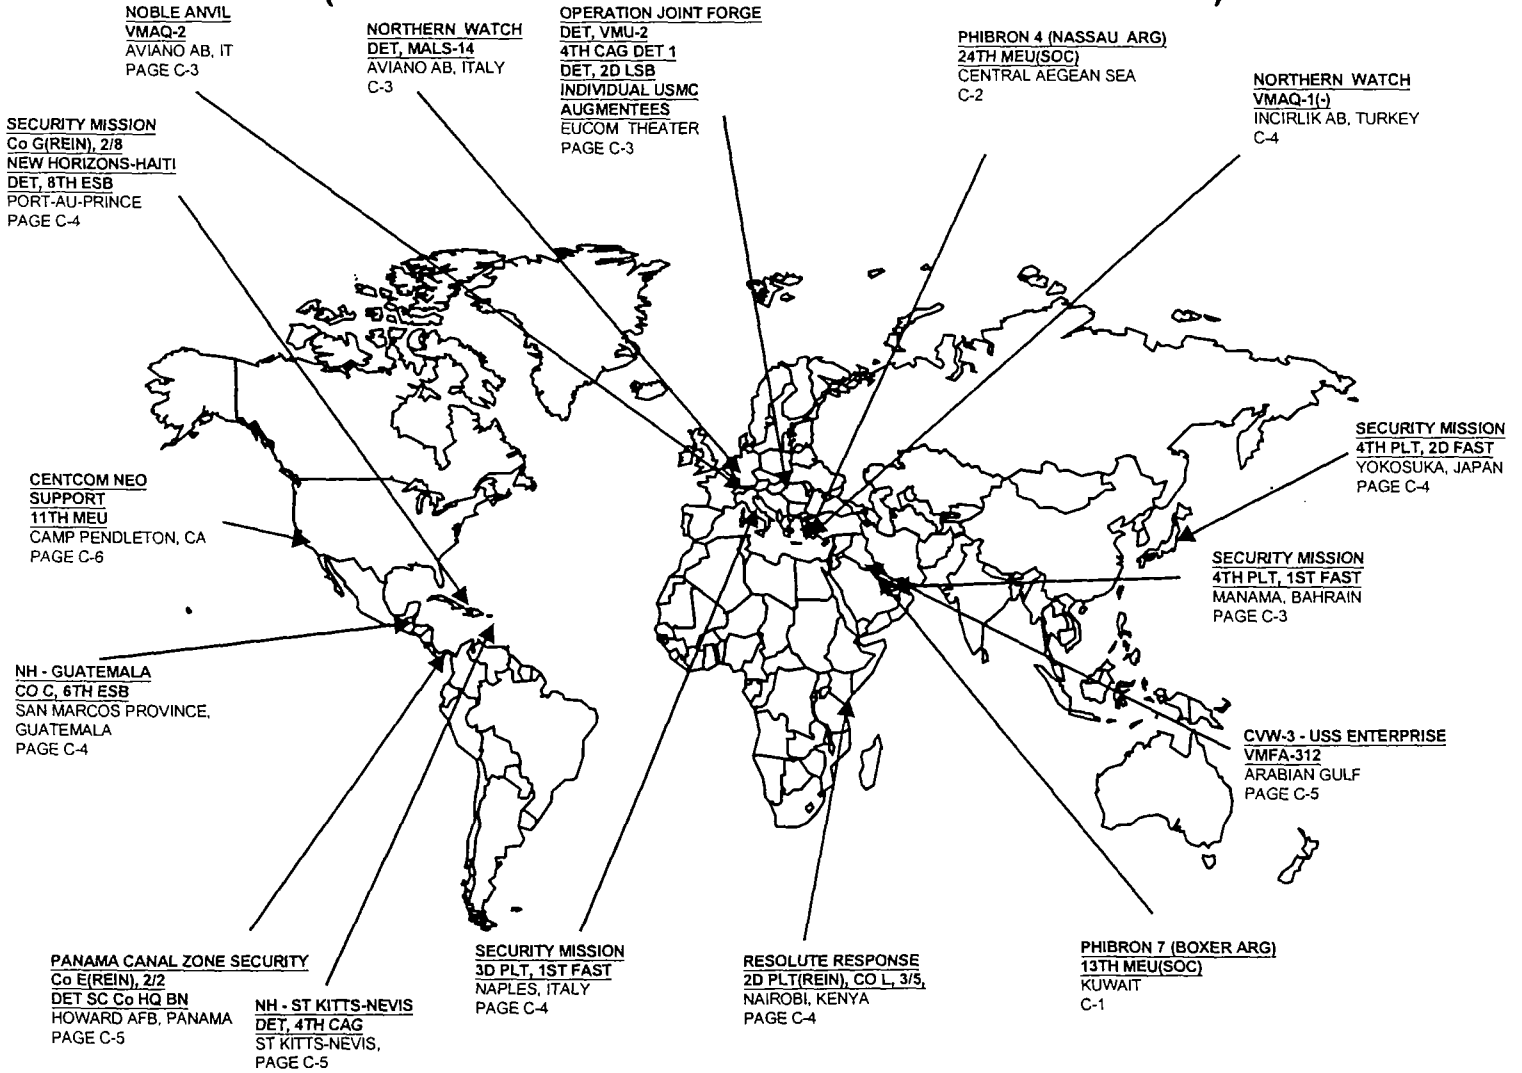 NOBLE ANVIL
VMAQ-2
AVIANO AB, IT
PAGE C-3
NORTHERN WATCH
DET, MALS-14
AVIANO AB, ITALY
C-3
OPERATION JOINT FORGE
DET, VMU-2
4TH CAG DET 1
DET, 2D LSB
INDIVIDUAL USMC
AUGMENTEES
EUCOM THEATER
PAGE C-3
PHIBRON 4 (NASSAU ARG)
24TH MEU(SOC)
CENTRAL AEGEAN SEA
C-2
NORTHERN WATCH
VMAQ-1(-)
INCIRLIK AB, TURKEY
C-4
SECURITY MISSION
Co G(REIN), 2/8
NEW HORIZONS-HAITI
DET, 8TH ESB
PORT-AU-PRINCE
PAGE C-4
SECURITY MISSION
4TH PLT, 2D FAST
YOKOSUKA, JAPAN
PAGE C-4
CENTCOM NEO
SUPPORT
11TH MEU
CAMP PENDLETON, CA
PAGE C-6
SECURITY MISSION
4TH PLT, 1ST FAST
MANAMA, BAHRAIN
PAGE C-3
NH - GUATEMALA
CO C, 6TH ESB
SAN MARCOS PROVINCE,
GUATEMALA
PAGE C-4
CVW-3 - USS ENTERPRISE
VMFA-312
ARABIAN GULF
PAGE C-5
PANAMA CANAL ZONE SECURITY
Co E(REIN), 2/2
DET SC Co HQ BN
HOWARD AFB, PANAMA
PAGE C-5
NH - ST KITTS-NEVIS
DET, 4TH CAG
ST KITTS-NEVIS,
PAGE C-5
SECURITY MISSION
3D PLT, 1ST FAST
NAPLES, ITALY
PAGE C-4
RESOLUTE RESPONSE
2D PLT(REIN), CO L, 3/5,
NAIROBI, KENYA
PAGE C-4
PHIBRON 7 (BOXER ARG)
13TH MEU(SOC)
KUWAIT
C-1